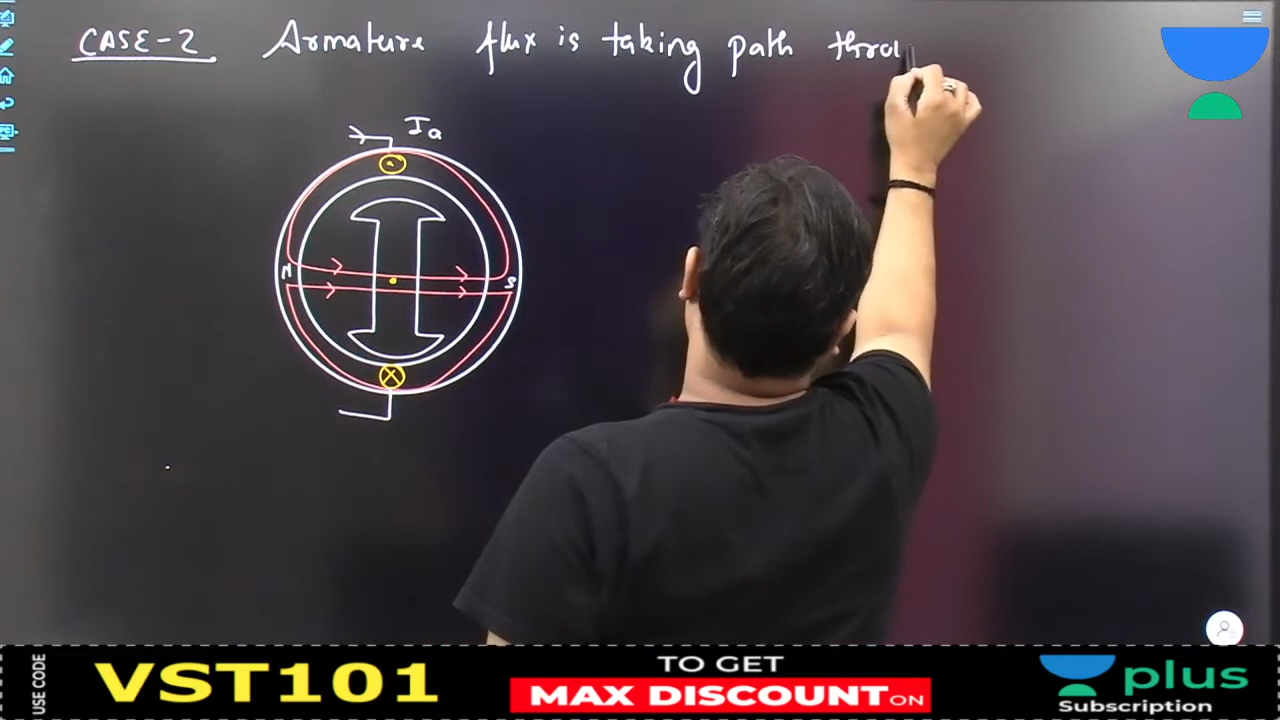 CASE-2 Armature flux is taking path throu
Ia
N
S
USE CODE
VST101
TO GET
MAX DISCOUNT ON
plus
Subscription